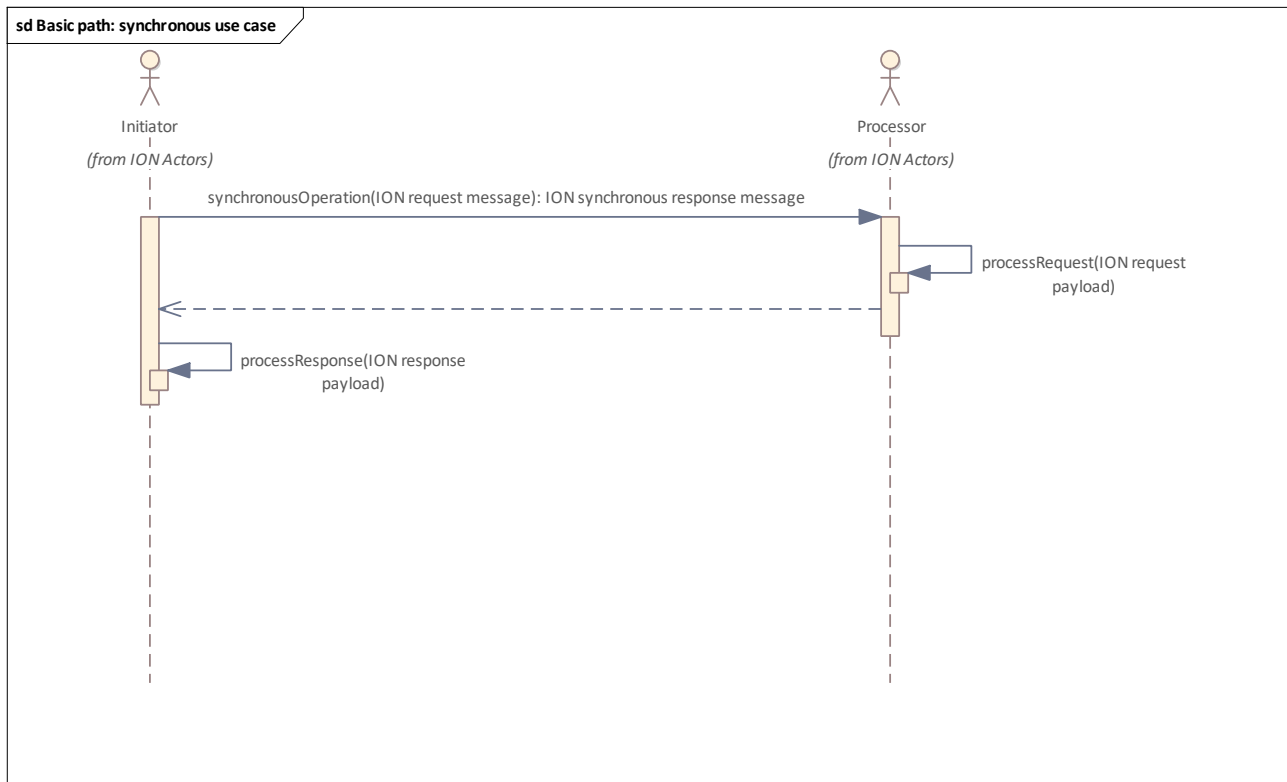 sd Basic path: synchronous use case
Initiator
(from ION Actors)
Processor
(from ION Actors)
synchronousOperation(ION request message): ION synchronous response message
processRequest(ION request
payload)
processResponse(ION response
payload)